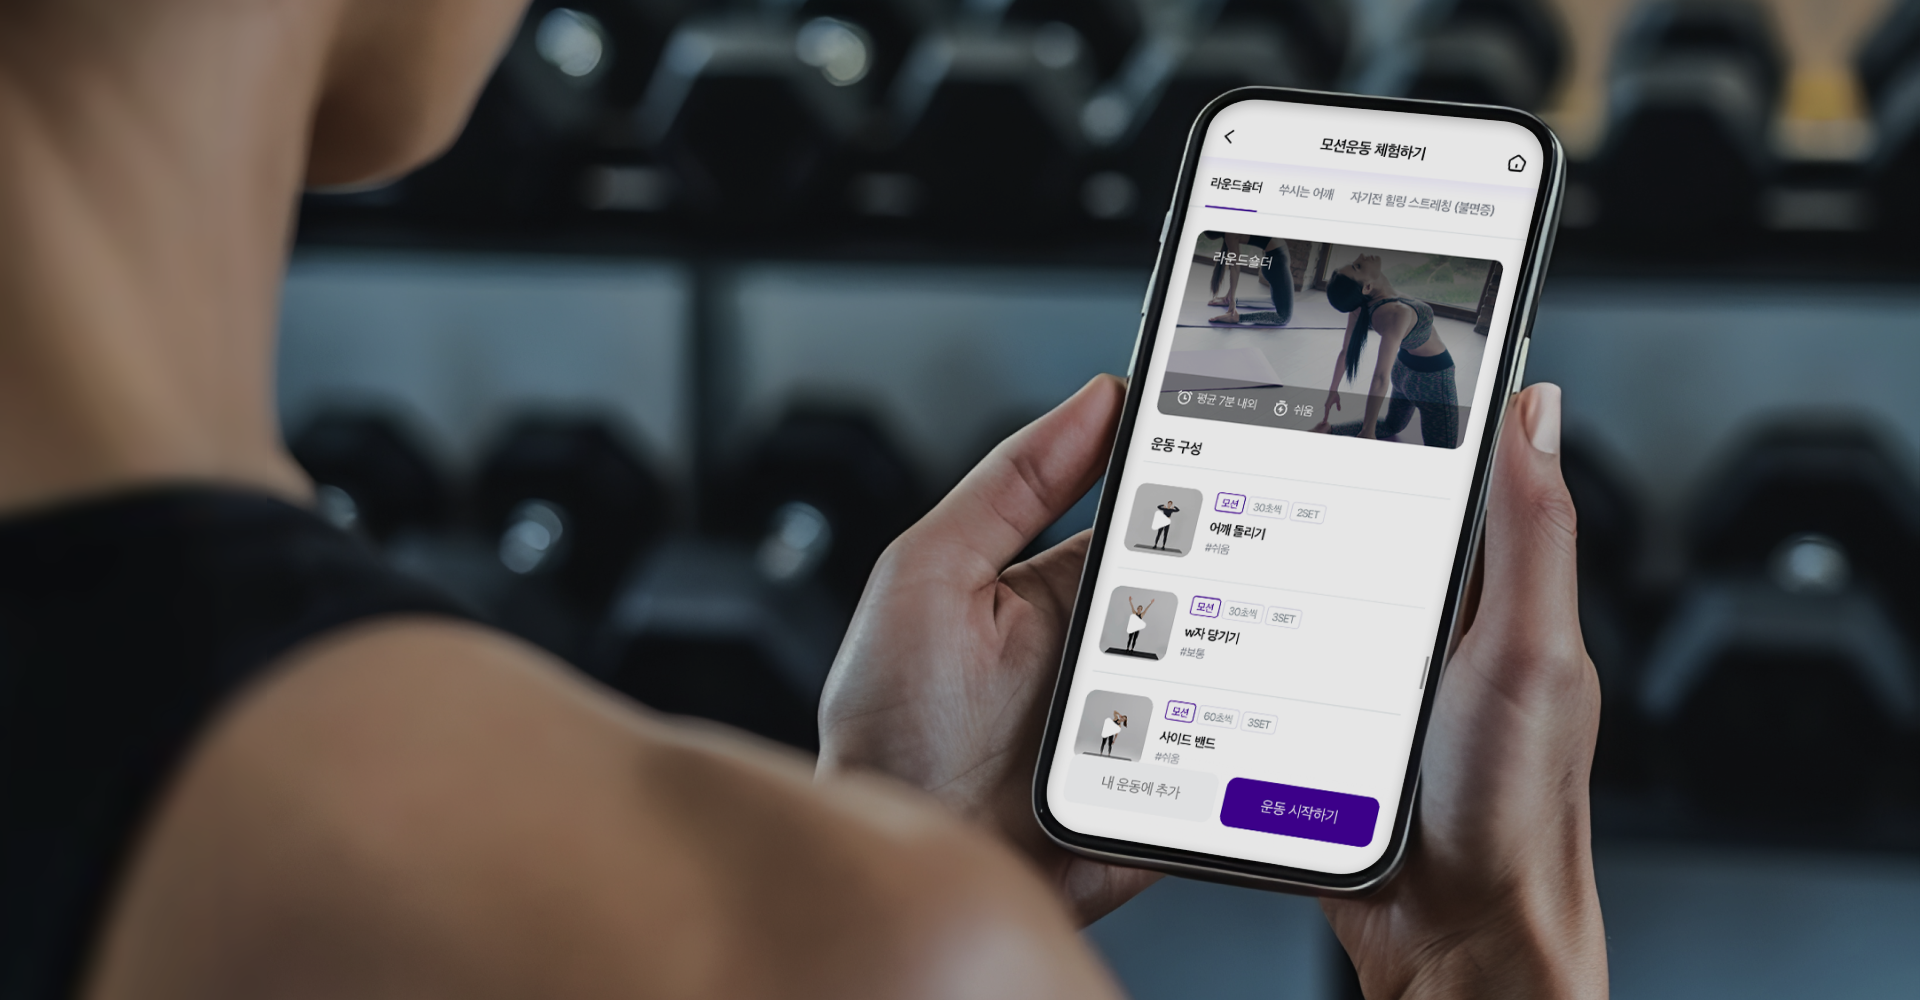 모션운동 체험하기
라운드숄더 쑤시는 어깨 자기전 힐링 스트레칭 (불면증)
라운드숄더
평균 7분 내외 쉬움
운동 구성
모션 30초씩 2SET
어깨 돌리기
#쉬움
모션 30초씩 3SET
w자 당기기
#보통
모션 60초씩 3SET
사이드 밴드
#쉬움
내 운동에 추가 운동 시작하기